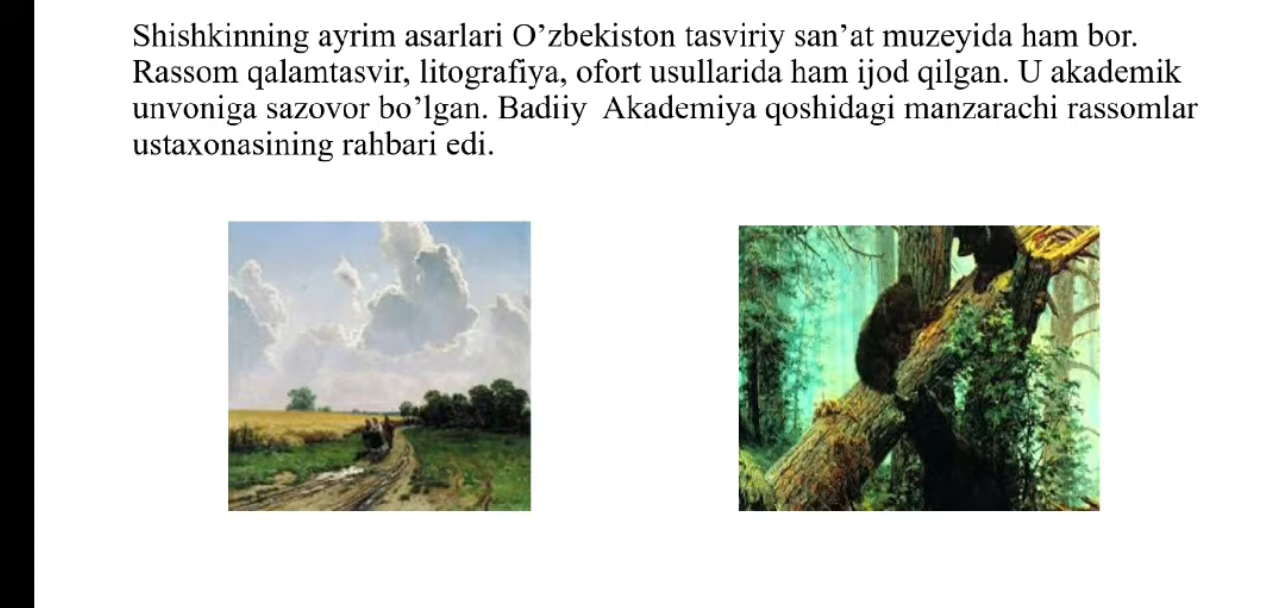 Shishkinning ayrim asarlari O’zbekiston tasviriy san’at muzeyida ham bor.
Rassom qalamtasvir, litografiya, ofort usullarida ham ijod qilgan. U akademik
unvoniga sazovor bo’lgan. Badiiy  Akademiya qoshidagi manzarachi rassomlar
ustaxonasining rahbari edi.